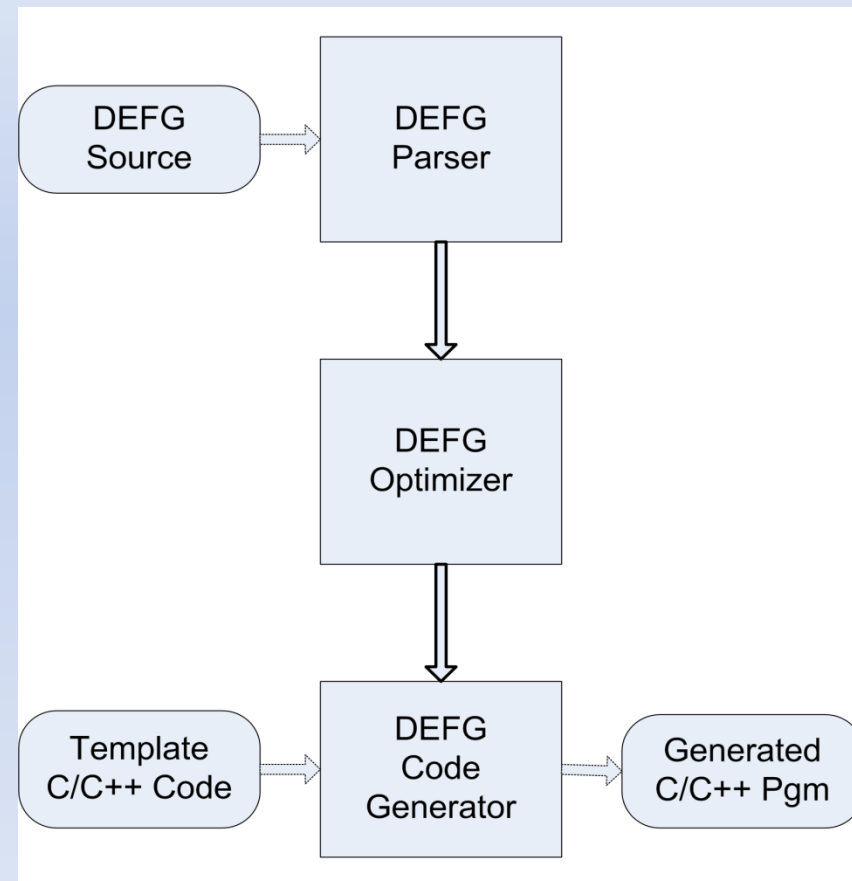 DEFG
Source
DEFG
Parser
DEFG
Optimizer
Template
C/C++ Code
DEFG
Code
Generator
Generated
C/C++ Pgm